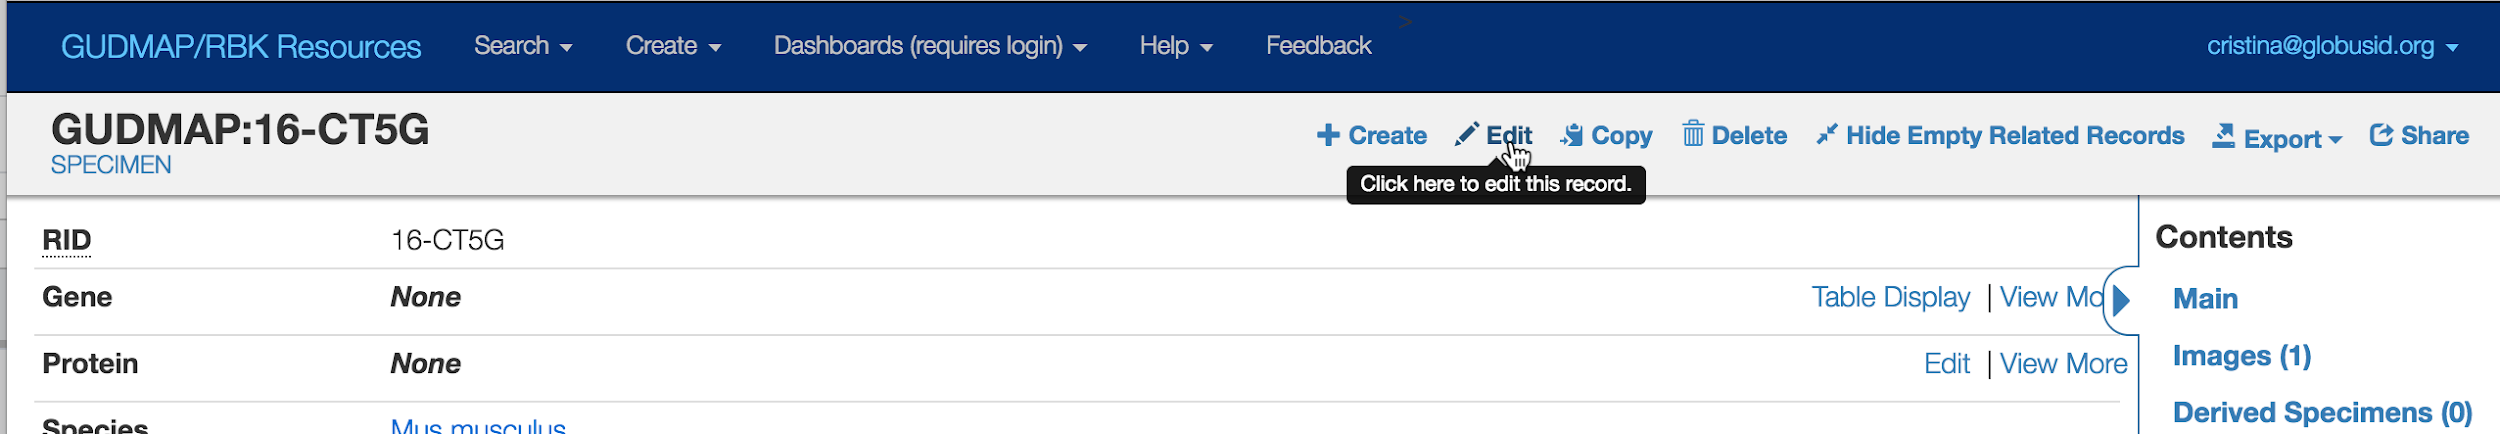 >
GUDMAP/RBK Resources Search Create Dashboards (requires login) Help Feedback cristina@globusid.org
GUDMAP:16-CT5G
SPECIMEN
Create Edit Copy Delete Hide Empty Related Records Export Share
Click here to edit this record.
RID 16-CT5G
Gene None Table Display | View Mo
Protein None Edit | View More
Species Mus musculus
Contents
Main
Images (1)
Derived Specimens (0)